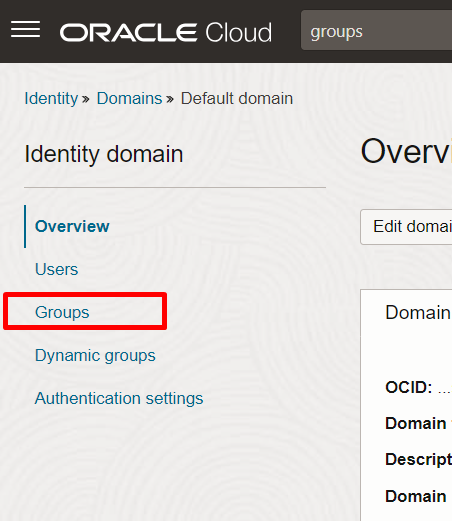 ORACLE Cloud groups
Identity » Domains » Default domain
Identity domain
Overvi
Overview
Edit domai
Users
Groups
Domain
Dynamic groups
OCID: ...
Authentication settings
Domain
Descript
Domain